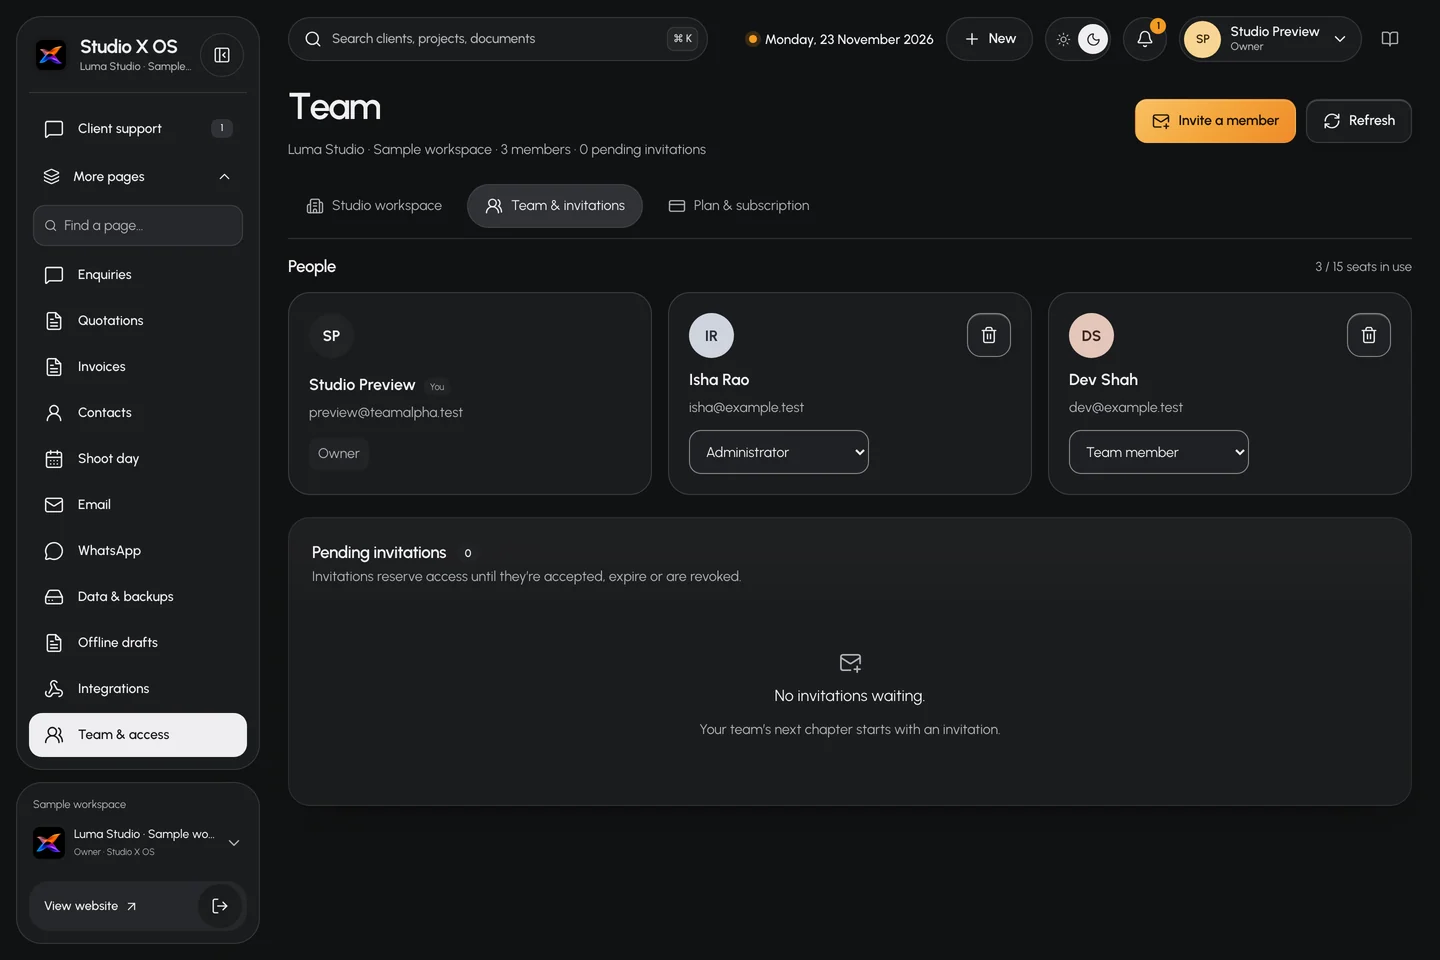 Studio X OS
Luma Studio · Sample...
Client support
1
More pages
Find a page...
Enquiries
Quotations
Invoices
Contacts
Shoot day
Email
WhatsApp
Data & backups
Offline drafts
Integrations
Team & access
Sample workspace
Luma Studio · Sample wo...
Owner · Studio X OS
View website
Search clients, projects, documents
⌘ K
Monday, 23 November 2026
New
1
SP
Studio Preview
Owner
Team
Luma Studio · Sample workspace · 3 members · 0 pending invitations
Invite a member
Refresh
Studio workspace
Team & invitations
Plan & subscription
People
3 / 15 seats in use
SP
Studio Preview You
preview@teamalpha.test
Owner
IR
Isha Rao
isha@example.test
Administrator
DS
Dev Shah
dev@example.test
Team member
Pending invitations 0
Invitations reserve access until they're accepted, expire or are revoked.
No invitations waiting.
Your team's next chapter starts with an invitation.